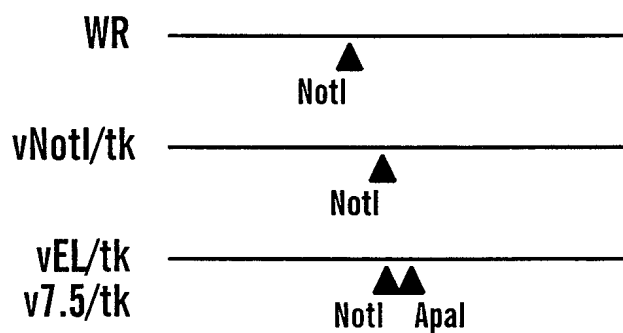 WR
NotI
vNotI/tk
NotI
vEL/tk
v7.5/tk
NotI ApaI